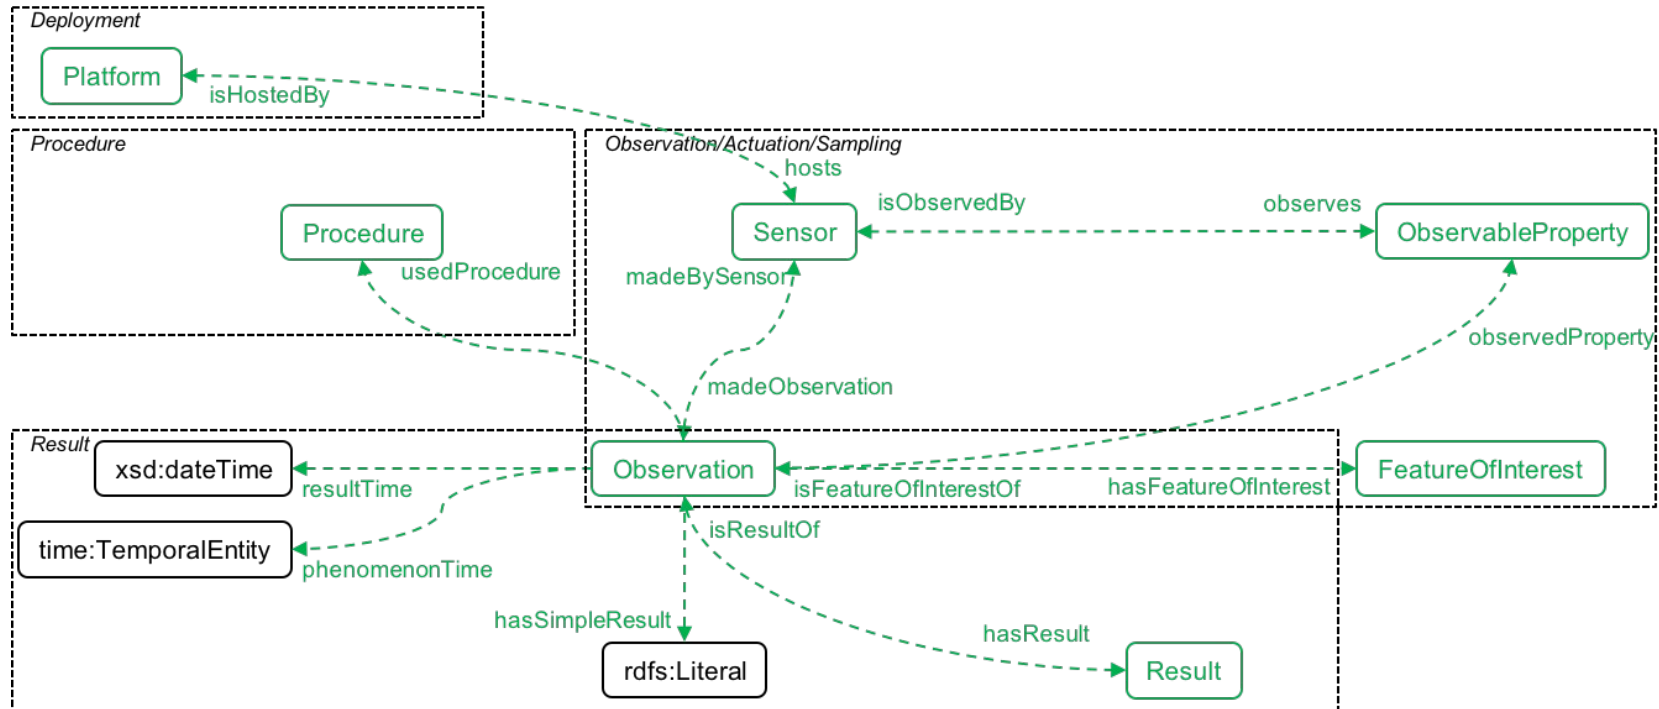 Deployment
Platform
isHostedBy
Procedure
Observation/Actuation/Sampling
hosts
isObservedBy
observes
Procedure
Sensor
ObservableProperty
usedProcedure
madeBySensor
observedProperty
madeObservation
Result
xsd:dateTime
Observation
FeatureOfInterest
resultTime
isFeatureOfInterestOf
hasFeatureOfInterest
isResultOf
time:TemporalEntity
phenomenonTime
hasSimpleResult
hasResult
rdfs:Literal
Result